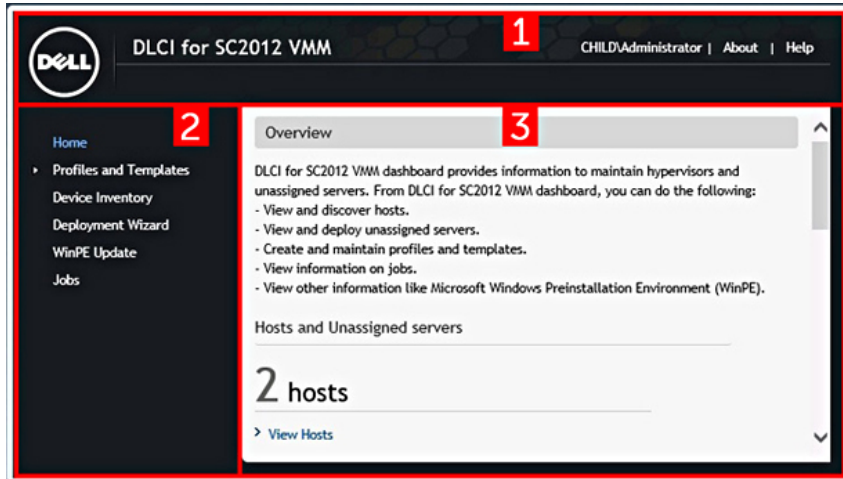 DELL
DLCI for SC2012 VMM
1
CHILD\Administrator | About | Help
2
Home
Profiles and Templates
Device Inventory
Deployment Wizard
WinPE Update
Jobs
3
Overview
DLCI for SC2012 VMM dashboard provides information to maintain hypervisors and
unassigned servers. From DLCI for SC2012 VMM dashboard, you can do the following:
- View and discover hosts.
- View and deploy unassigned servers.
- Create and maintain profiles and templates.
- View information on jobs.
- View other information like Microsoft Windows Preinstallation Environment (WinPE).
Hosts and Unassigned servers
2 hosts
> View Hosts